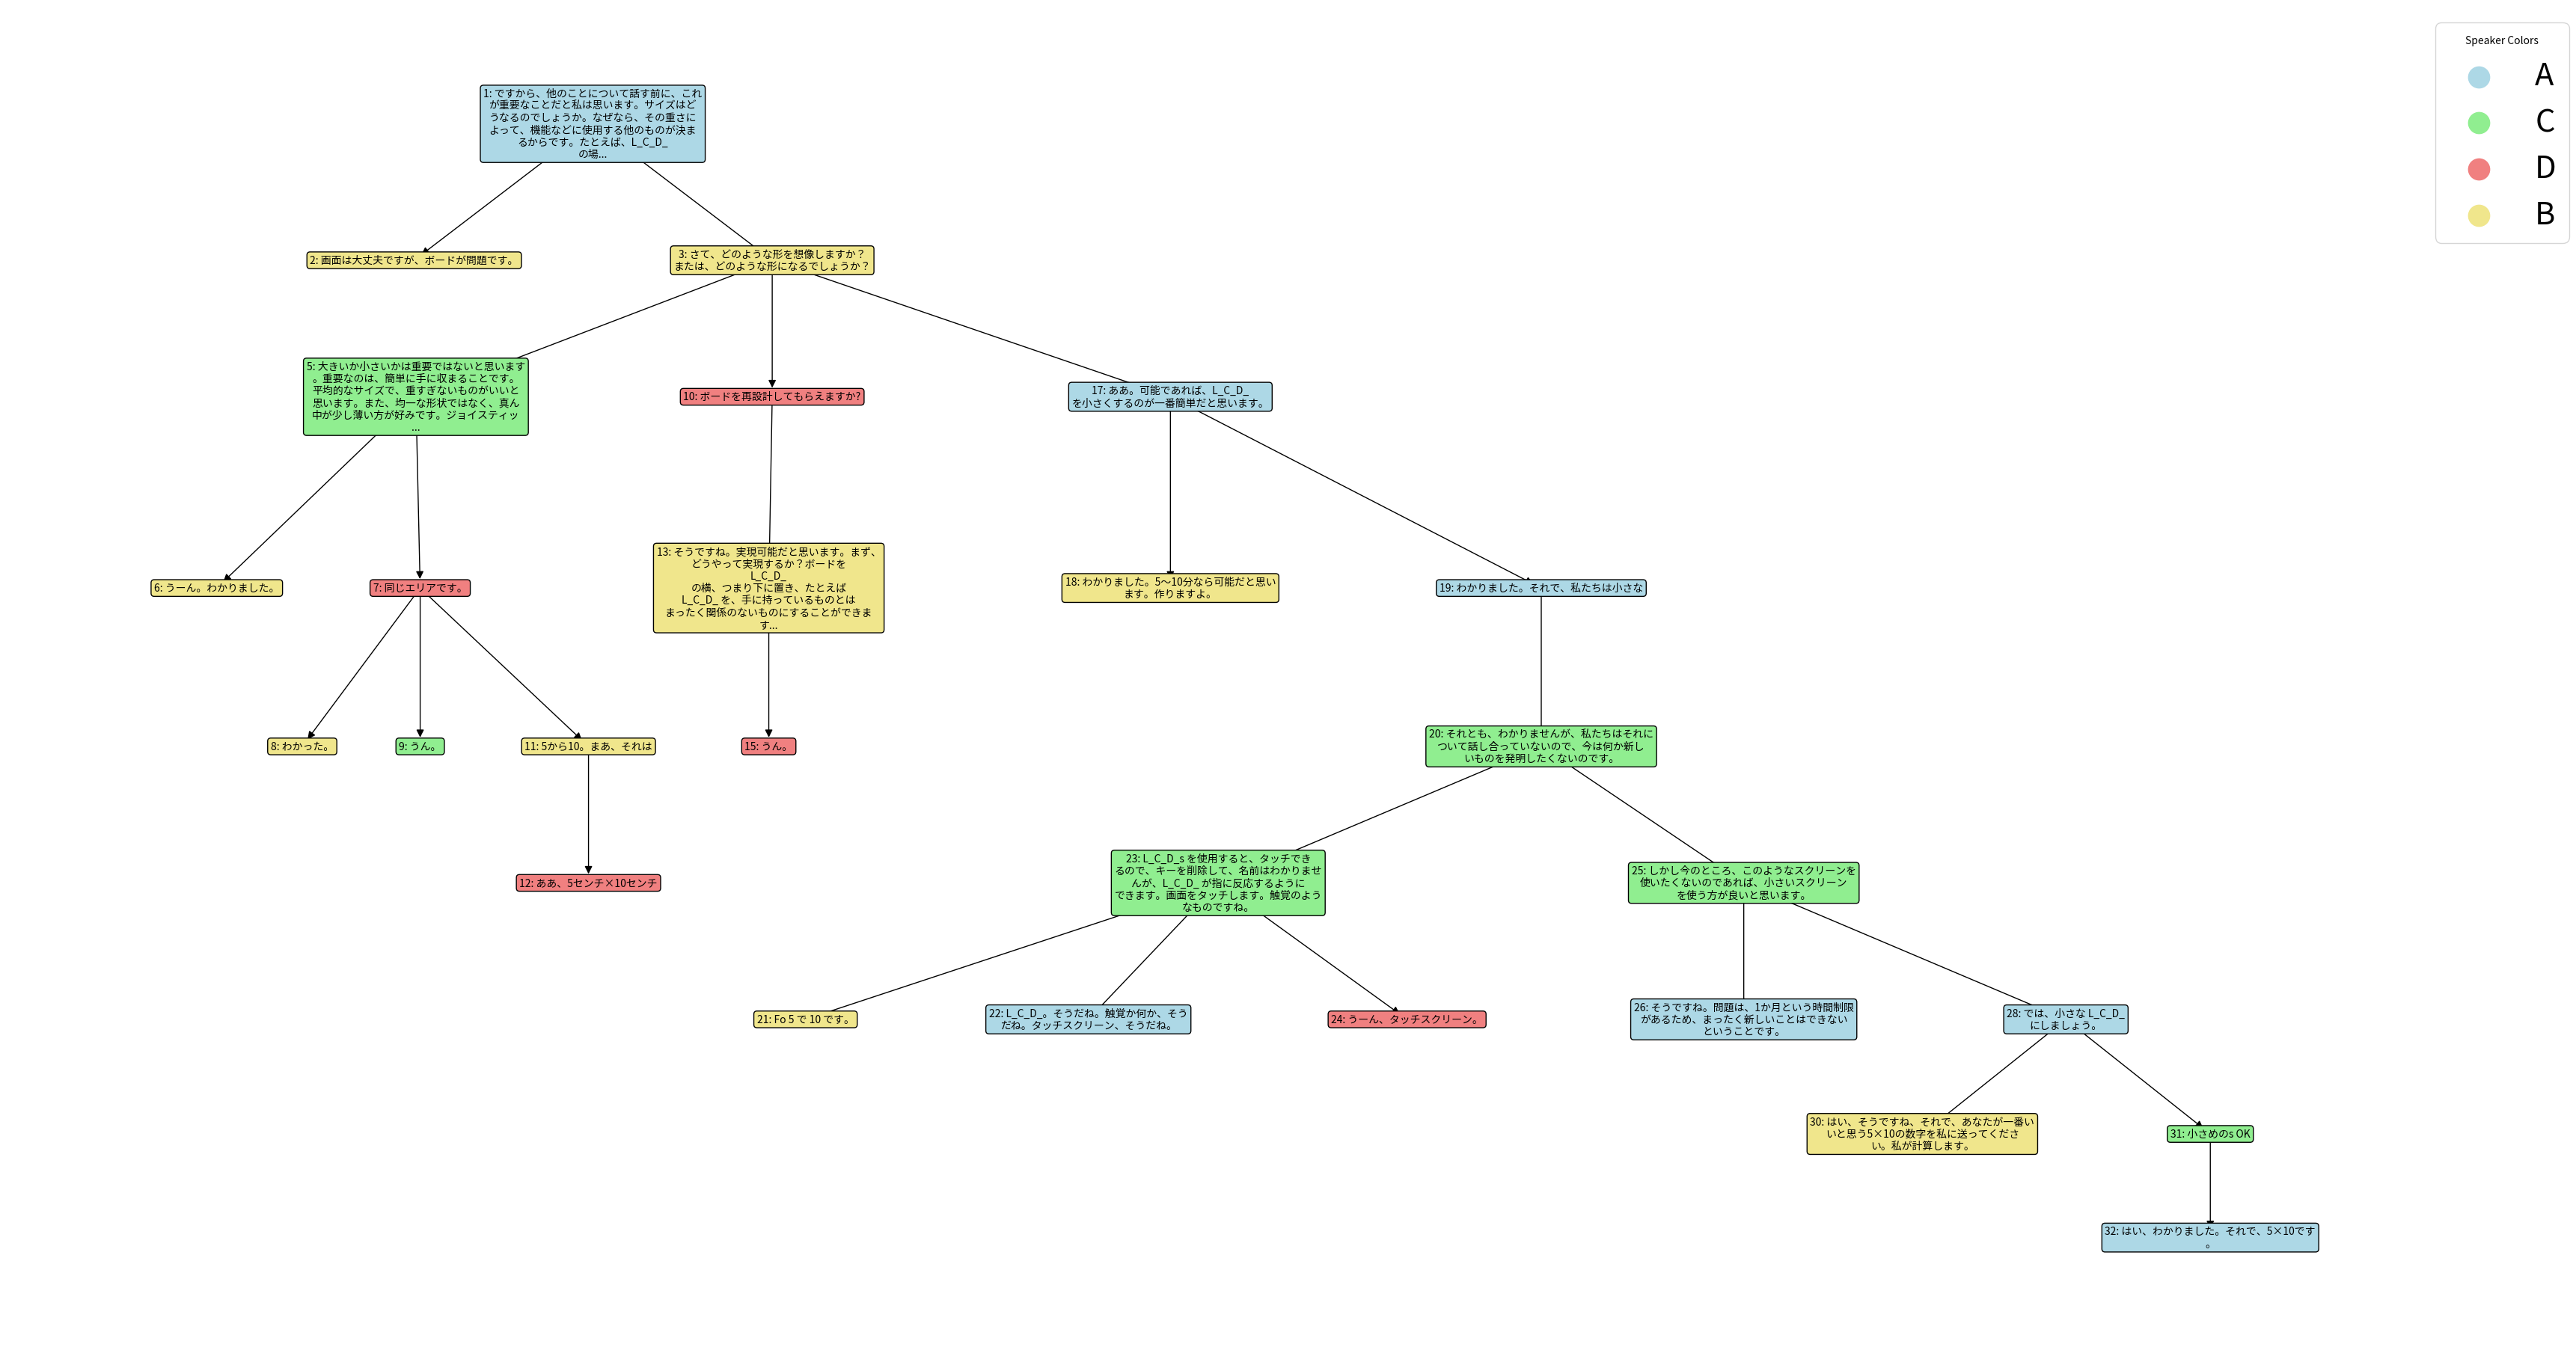 Speaker Colors
A
C
D
B
1: ですから、他のことについて話す前に、これ
が重要なことだと私は思います。サイズはど
うなるのでしょうか。なぜなら、その重さに
よって、機能などに使用する他のものが決ま
るからです。たとえば、L_C_D_
の場...
2: 画面は大丈夫ですが、ボードが問題です。
3: さて、どのような形を想像しますか？
または、どのような形になるでしょうか？
5: 大きいか小さいかは重要ではないと思います
。重要なのは、簡単に手に収まることです。
平均的なサイズで、重すぎないものがいいと
思います。また、均一な形状ではなく、真ん
中が少し薄い方が好みです。ジョイスティッ
...
10: ボードを再設計してもらえますか?
17: ああ。可能であれば、L_C_D_
を小さくするのが一番簡単だと思います。
6: うーん。わかりました。
7: 同じエリアです。
13: そうですね。実現可能だと思います。まず、
どうやって実現するか？ボードを
L_C_D_
の横、つまり下に置き、たとえば
L_C_D_ を、手に持っているものとは
まったく関係のないものにすることができま
す...
18: わかりました。5〜10分なら可能だと思い
ます。作りますよ。
19: わかりました。それで、私たちは小さな
8: わかった。
9: うん。
11: 5から10。まあ、それは
15: うん。
20: それとも、わかりませんが、私たちはそれに
ついて話し合っていないので、今は何か新し
いものを発明したくないのです。
12: ああ、5センチ×10センチ
23: L_C_D_s を使用すると、タッチでき
るので、キーを削除して、名前はわかりませ
んが、L_C_D_ が指に反応するように
できます。画面をタッチします。触覚のよう
なものですね。
25: しかし今のところ、このようなスクリーンを
使いたくないのであれば、小さいスクリーン
を使う方が良いと思います。
21: Fo 5 で 10 です。
22: L_C_D_。そうだね。触覚か何か、そう
だね。タッチスクリーン、そうだね。
24: うーん、タッチスクリーン。
26: そうですね。問題は、1か月という時間制限
があるため、まったく新しいことはできない
ということです。
28: では、小さな L_C_D_
にしましょう。
30: はい、そうですね、それで、あなたが一番い
いと思う5×10の数字を私に送ってくださ
い。私が計算します。
31: 小さめのs OK
32: はい、わかりました。それで、5×10です
。